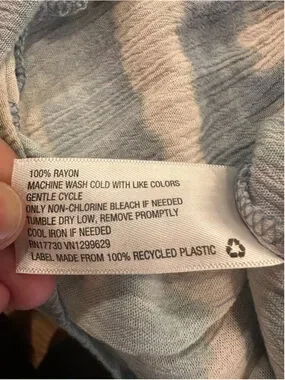 100% RAYON
MACHINE WASH COLD WITH LIKE COLORS
GENTLE CYCLE
ONLY NON-CHLORINE BLEACH IF NEEDED
TUMBLE DRY LOW, REMOVE PROMPTLY
COOL IRON IF NEEDED
RN17730 VN1299629
LABEL MADE FROM 100% RECYCLED PLASTIC